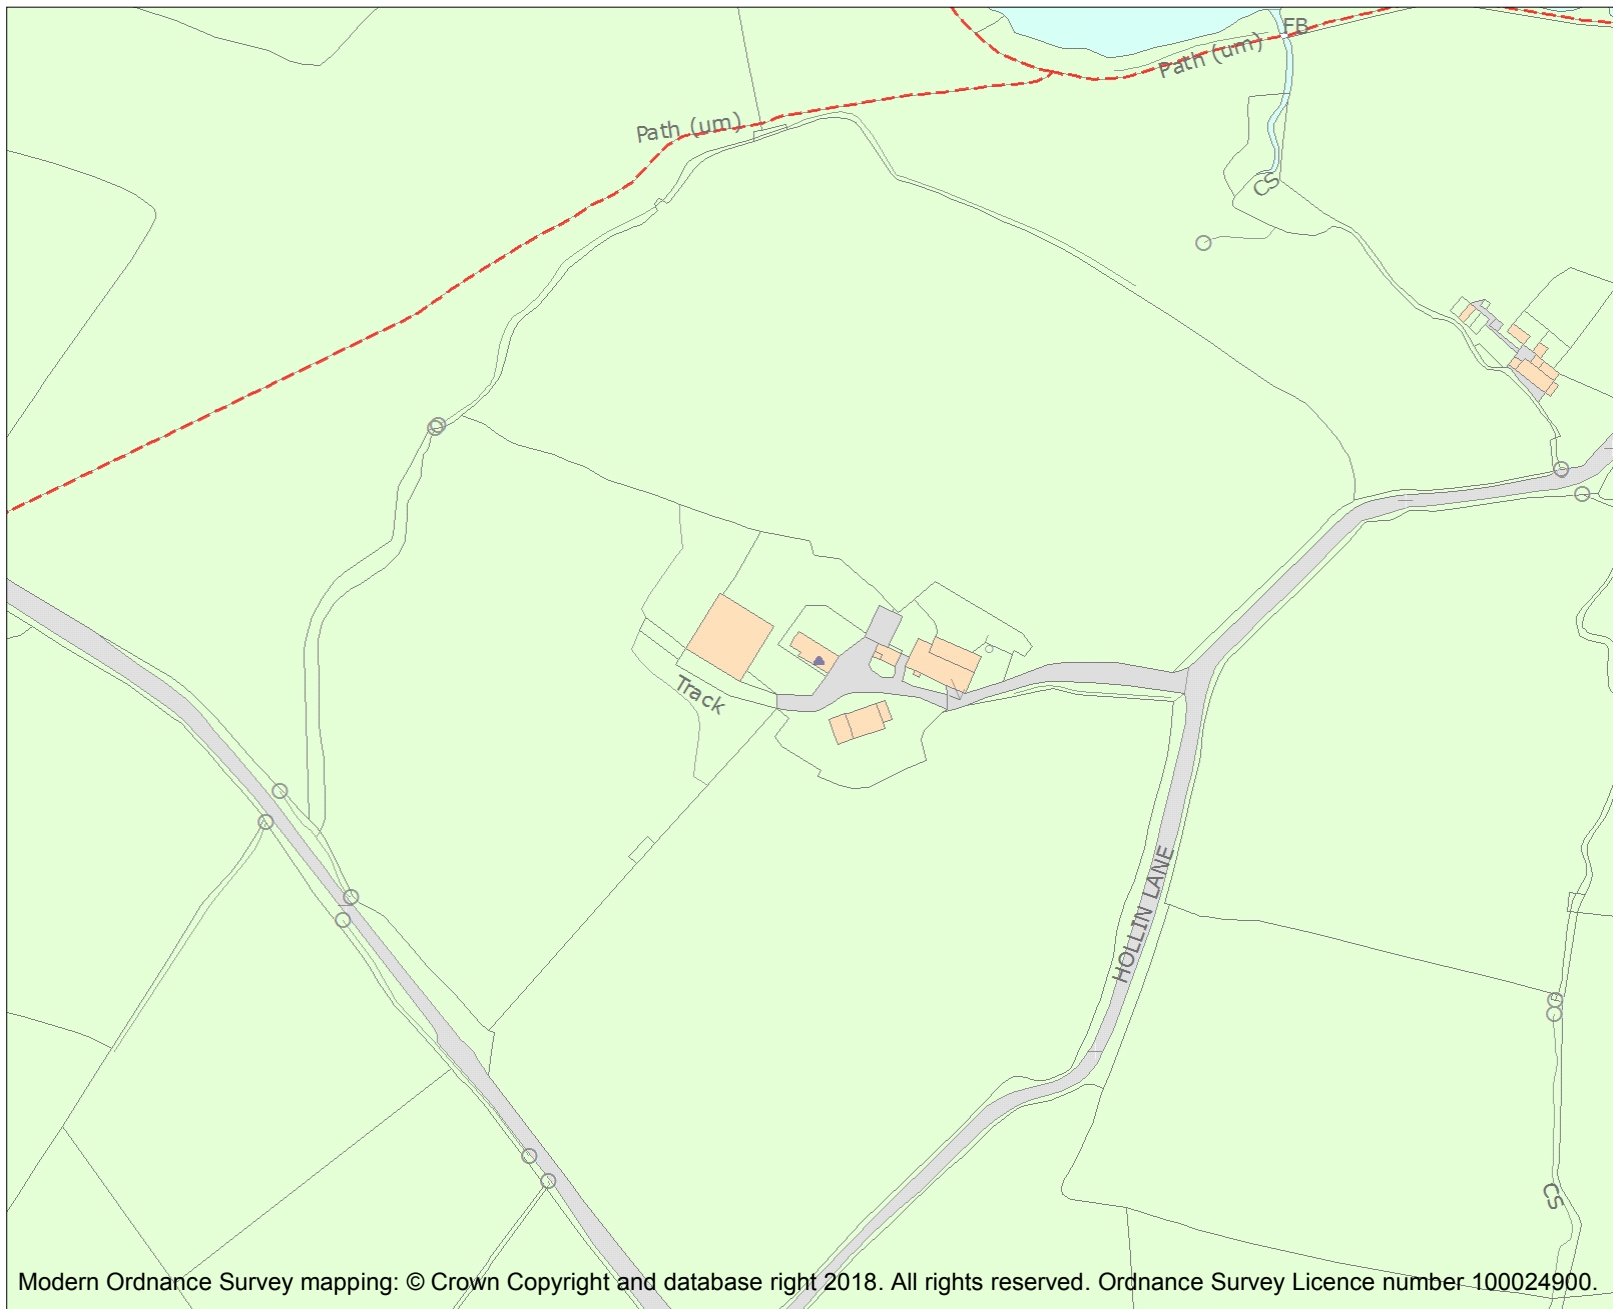 FB
Path (um)
Path (um)
CS
Track
HOLLIN LANE
CS
Modern Ordnance Survey mapping: © Crown Copyright and database right 2018. All rights reserved. Ordnance Survey Licence number 100024900.